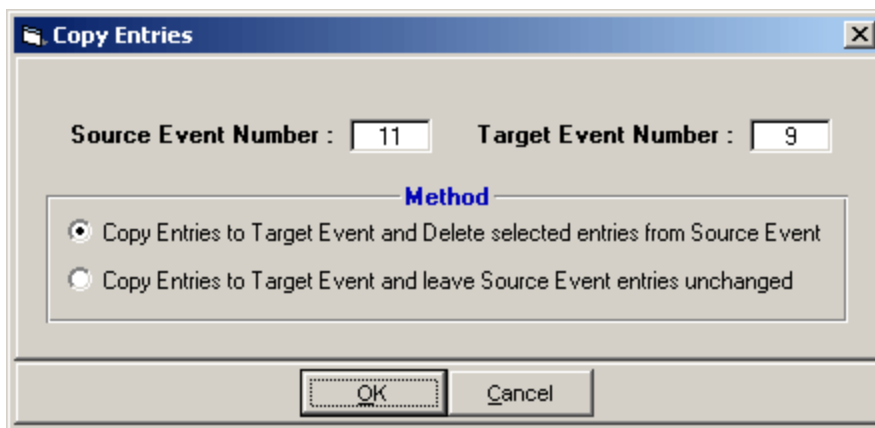 Copy Entries
Source Event Number : 11 Target Event Number : 9
Method
Copy Entries to Target Event and Delete selected entries from Source Event
Copy Entries to Target Event and leave Source Event entries unchanged
OK Cancel